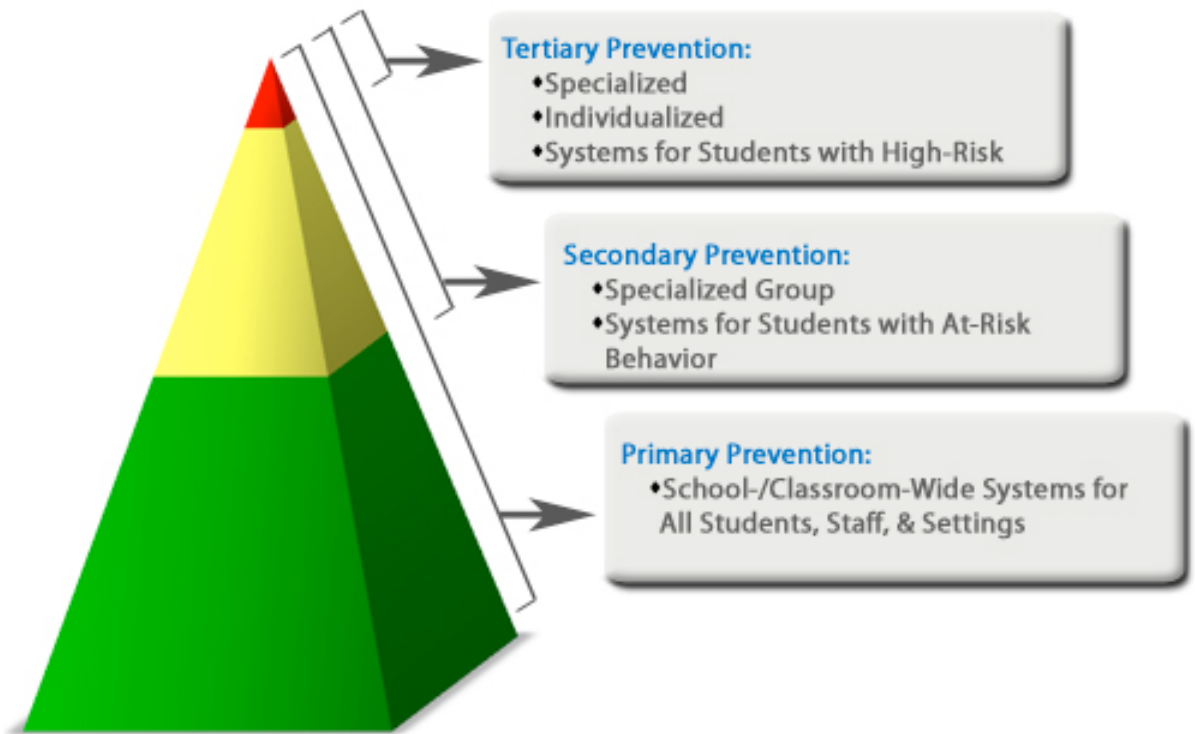 Tertiary Prevention:
♦Specialized
♦Individualized
♦Systems for Students with High-Risk
Secondary Prevention:
♦Specialized Group
♦Systems for Students with At-Risk
Behavior
Primary Prevention:
♦School-/Classroom-Wide Systems for
All Students, Staff, & Settings